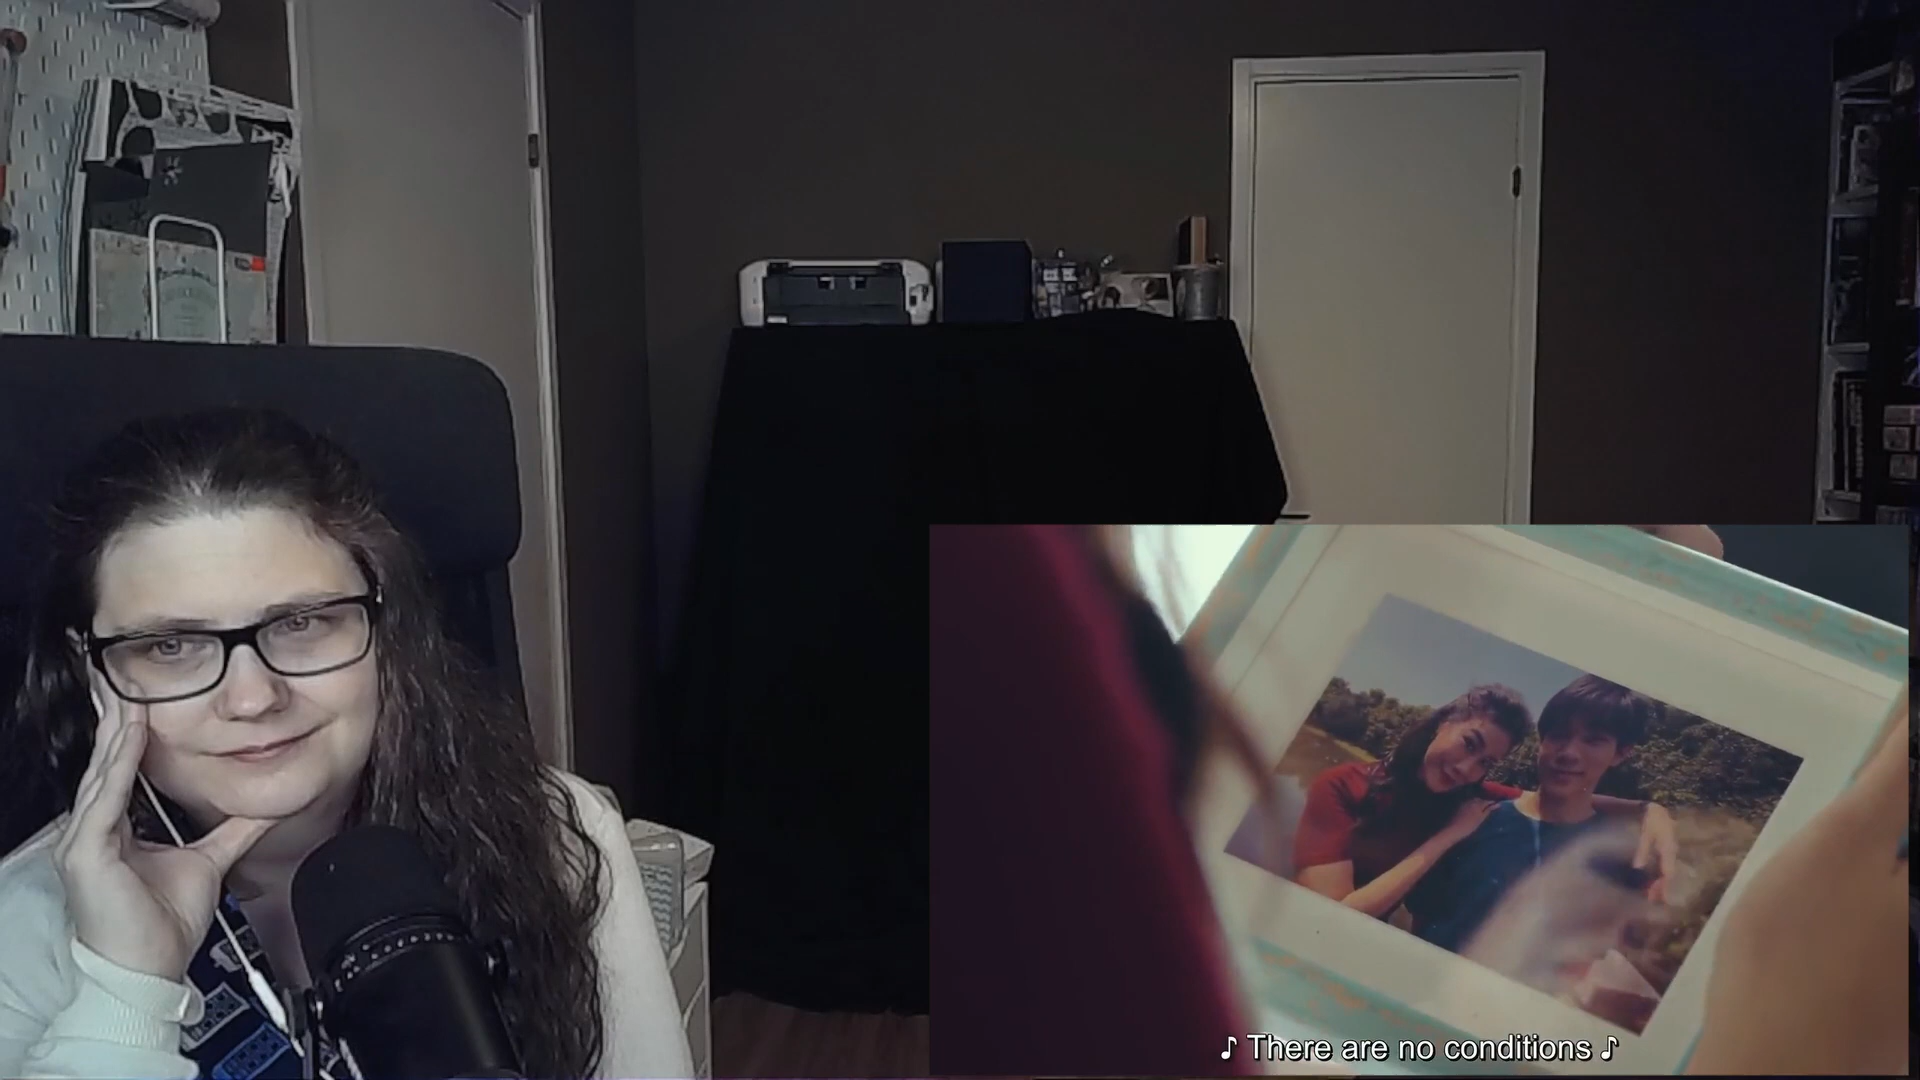 ♪ There are no conditions ♪